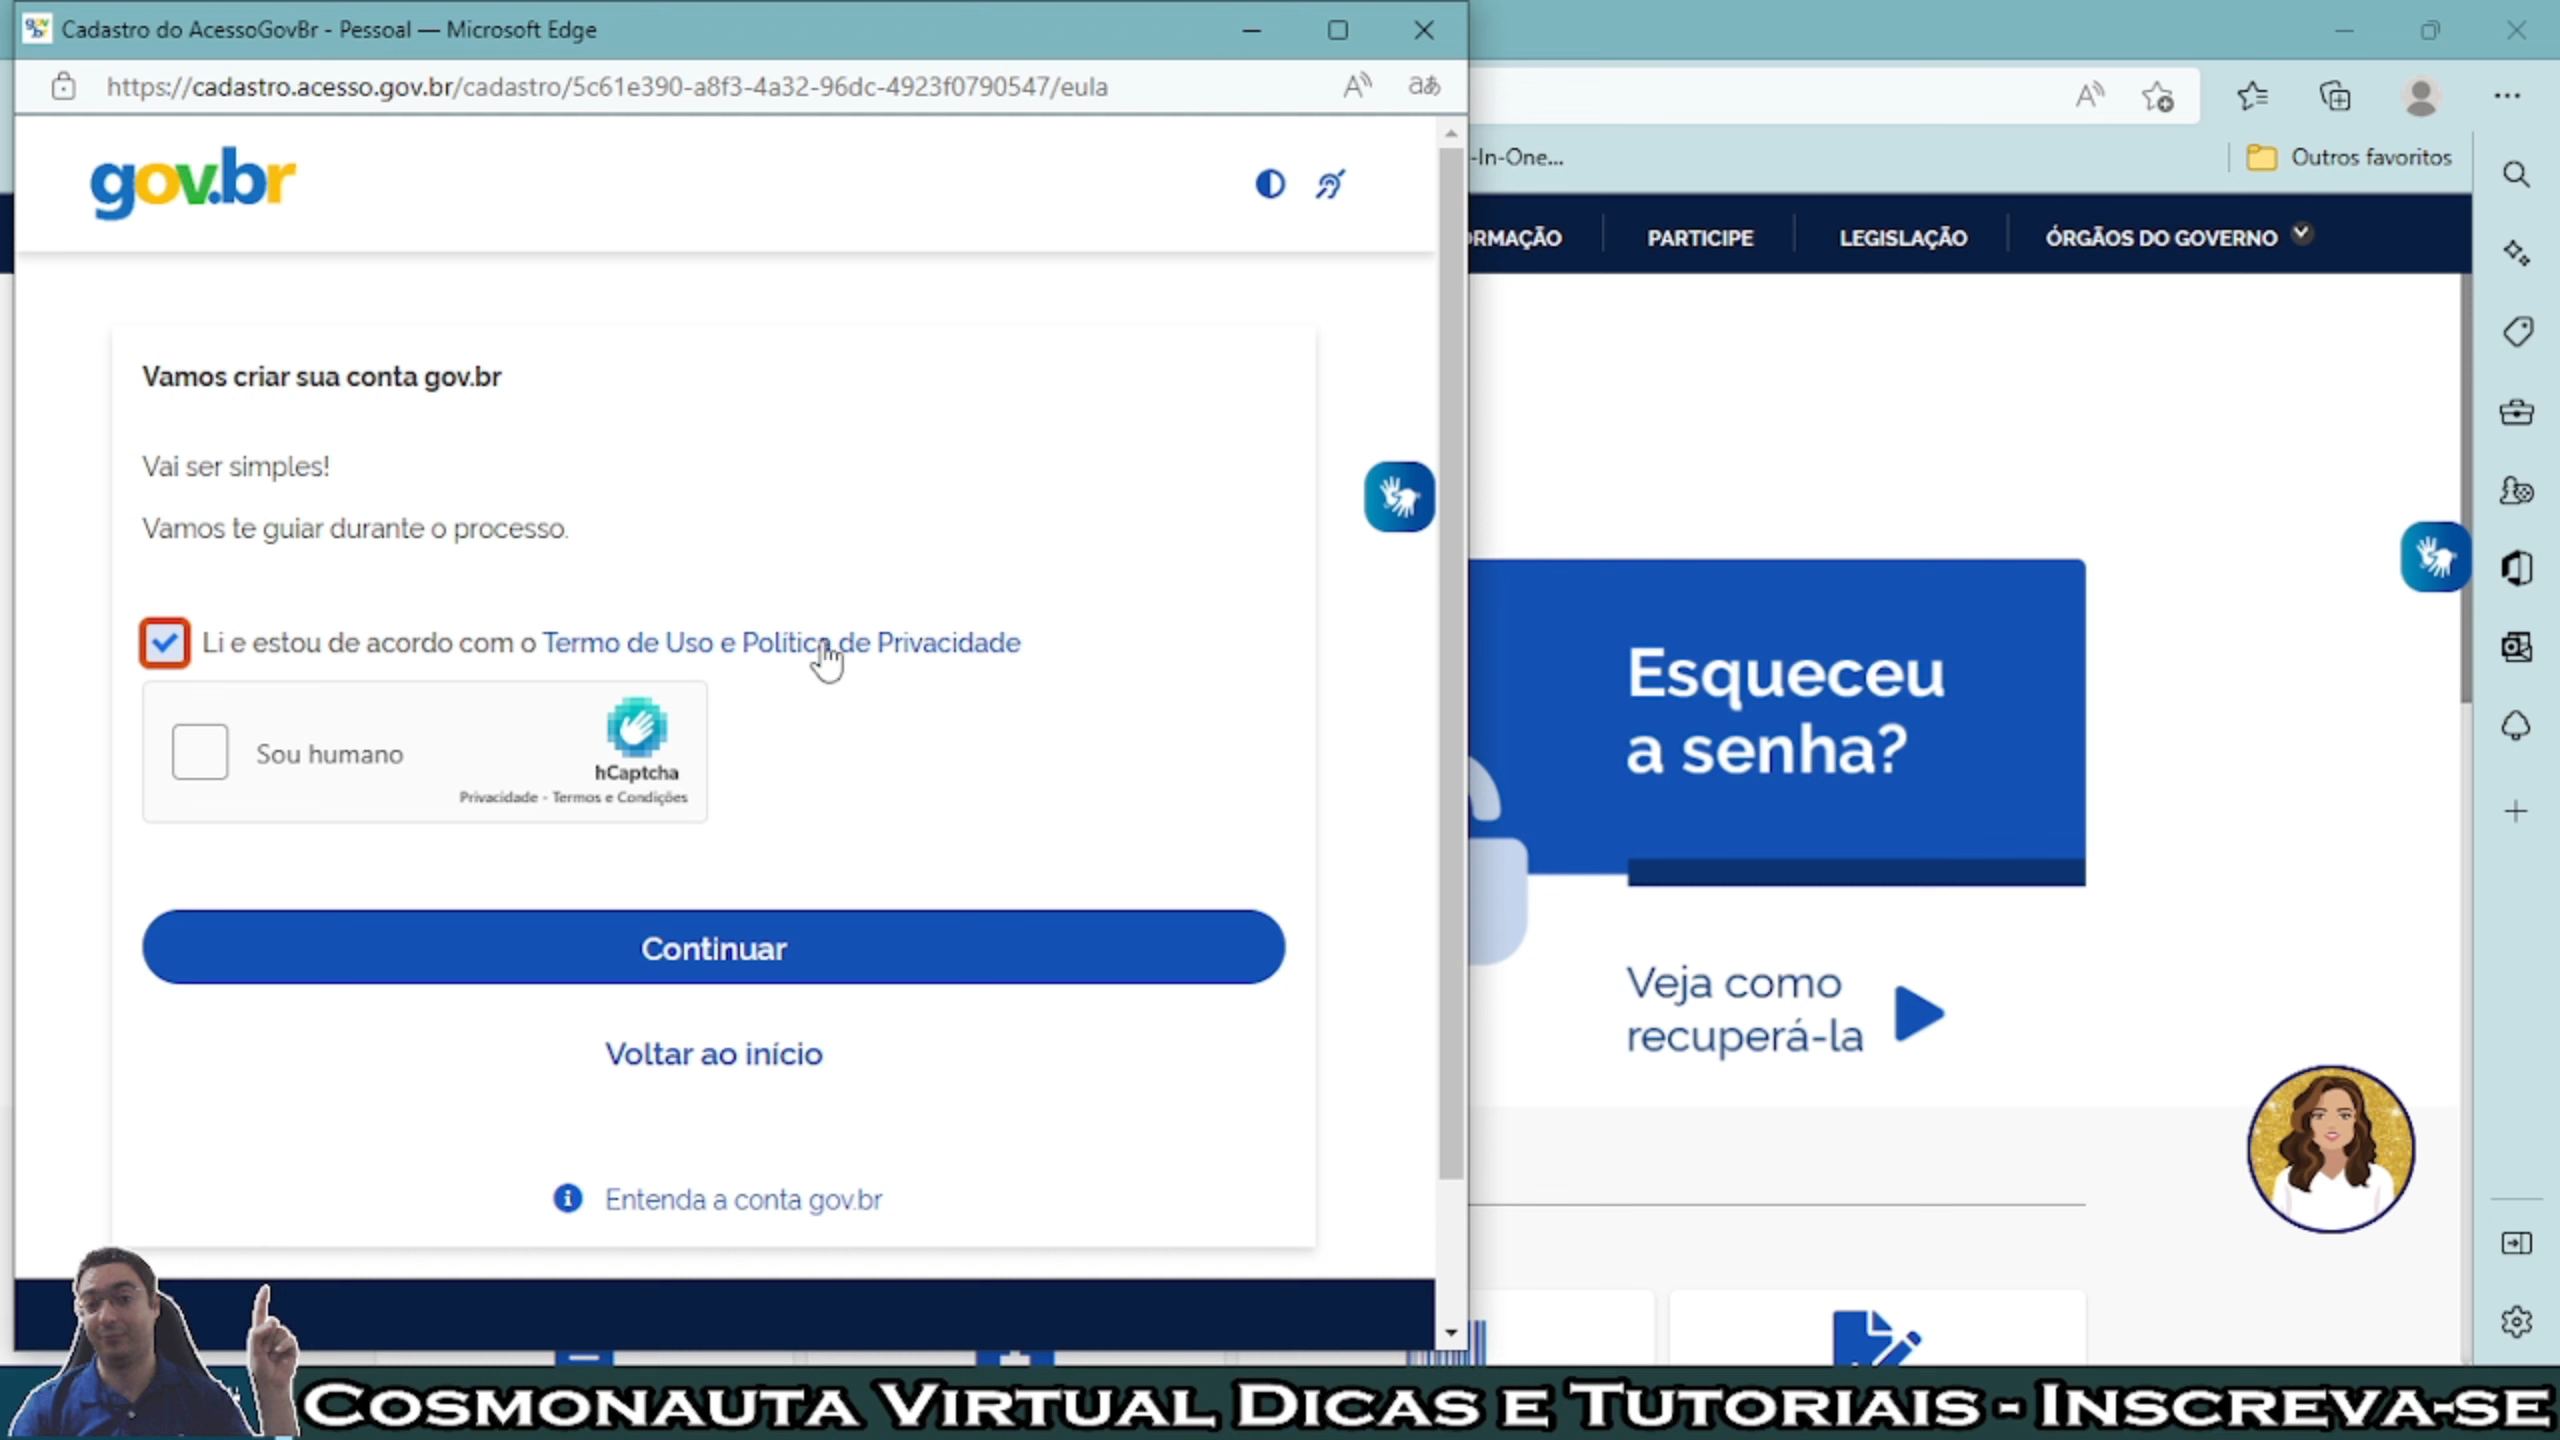 Cadastro do AcessoGovBr - Pessoal — Microsoft Edge
https://cadastro.acesso.gov.br/cadastro/5c61e390-a8f3-4a32-96dc-4923f0790547/eula
-In-One...
Outros favoritos
gov.br
RMAÇÃO
PARTICIPE
LEGISLAÇÃO
ÓRGÃOS DO GOVERNO
Vamos criar sua conta gov.br
Vai ser simples!
Vamos te guiar durante o processo.
Li e estou de acordo com o Termo de Uso e Política de Privacidade
Sou humano
hCaptcha
Privacidade - Termos e Condições
Continuar
Voltar ao início
Entenda a conta gov.br
Esqueceu
a senha?
Veja como
recuperá-la
Cosmonauta Virtual Dicas e Tutoriais - Inscreva-se